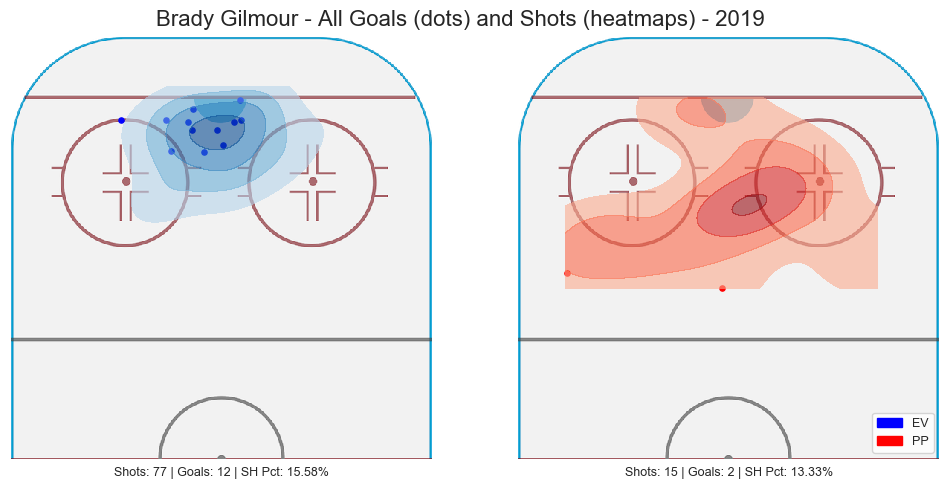 Brady Gilmour - All Goals (dots) and Shots (heatmaps) - 2019
EV
PP
Shots: 77 | Goals: 12 | SH Pct: 15.58%
Shots: 15 | Goals: 2 | SH Pct: 13.33%